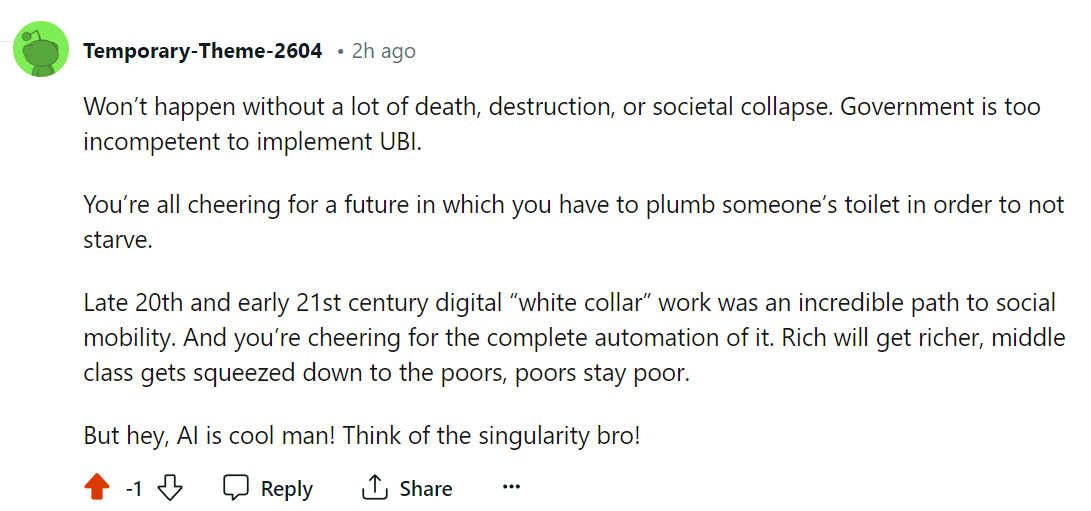 Temporary-Theme-2604 • 2h ago
Won’t happen without a lot of death, destruction, or societal collapse. Government is too
incompetent to implement UBI.
You’re all cheering for a future in which you have to plumb someone’s toilet in order to not
starve.
Late 20th and early 21st century digital “white collar” work was an incredible path to social
mobility. And you’re cheering for the complete automation of it. Rich will get richer, middle
class gets squeezed down to the poors, poors stay poor.
But hey, AI is cool man! Think of the singularity bro!
-1 Reply Share ...